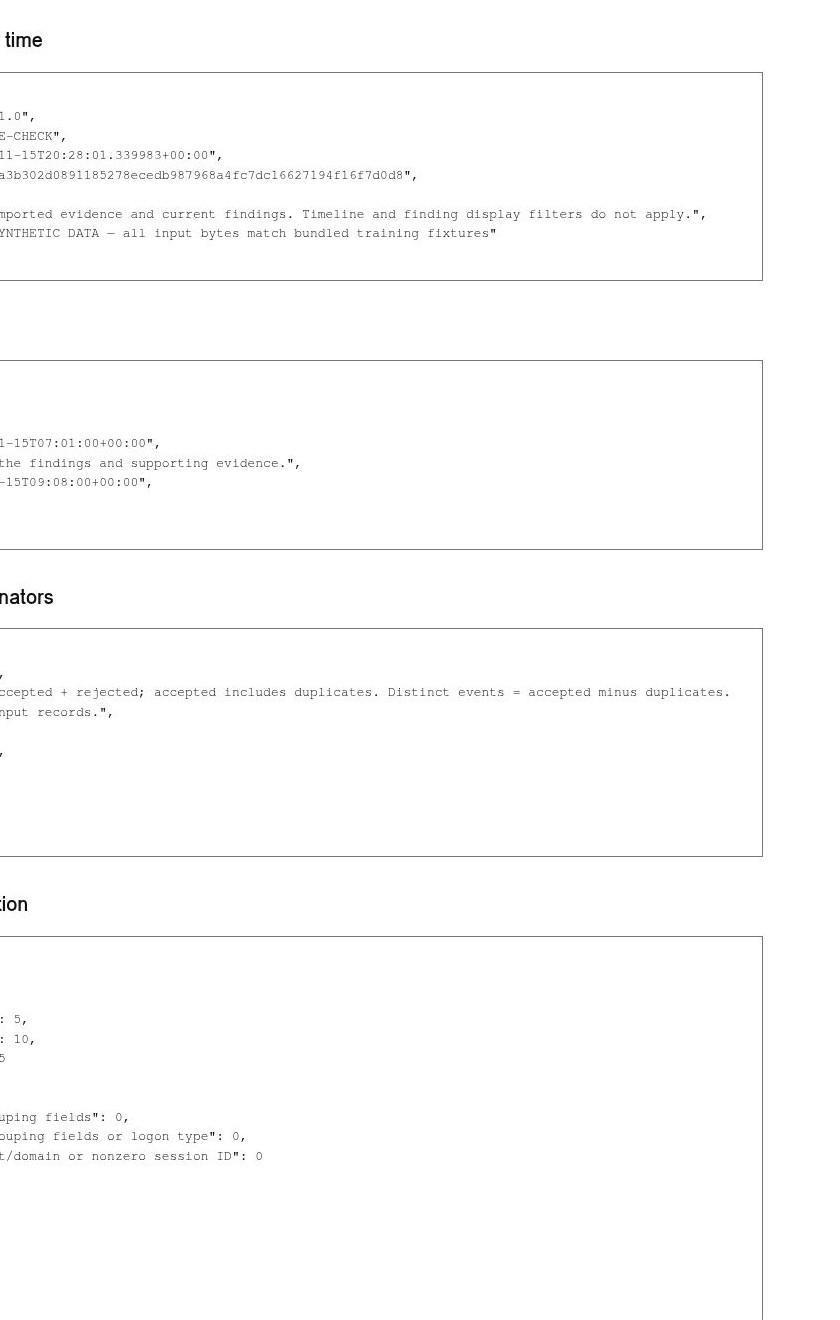 time
1.0",
E-CHECK",
11-15T20:28:01.339983+00:00",
a3b302d0891185278ecedb987968a4fc7dc16627194f16f7d0d8",
mported evidence and current findings. Timeline and finding display filters do not apply.",
YNTHETIC DATA — all input bytes match bundled training fixtures"
1-15T07:01:00+00:00",
the findings and supporting evidence.",
-15T09:08:00+00:00",
nators
,
ccepted + rejected; accepted includes duplicates. Distinct events = accepted minus duplicates.
nput records.",
,
tion
: 5,
: 10,
5
uping fields": 0,
ouping fields or logon type": 0,
t/domain or nonzero session ID": 0